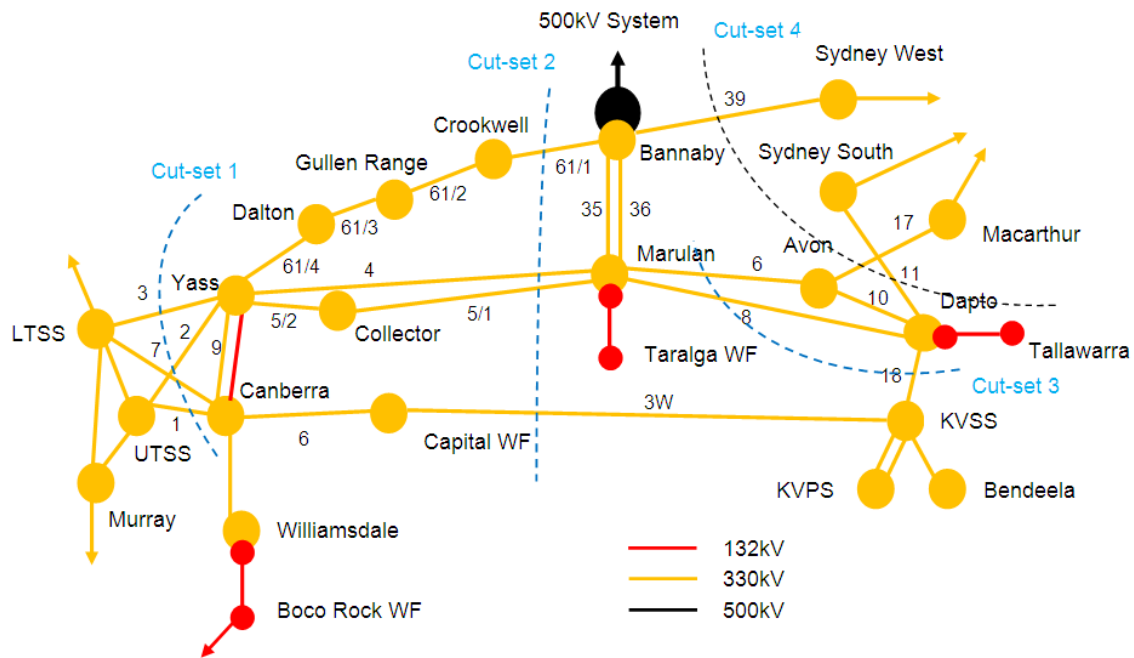 500kV System
Cut-set 4
Sydney West
Cut-set 2
39
Crookwell
Bannaby
Sydney South
Gullen Range
61/1
Cut-set 1
61/2
Dalton
35
36
17
Macarthur
61/3
Avon
Yass
61/4
4
Marulan
6
11
3
10
Dapto
LTSS
2
5/2
5/1
8
7
9
Collector
Taralga WF
Tallawarra
Canberra
18
Cut-set 3
1
3W
6
Capital WF
KVSS
UTSS
KVPS
Bendeela
Murray
Williamsdale
132kV
330kV
Boco Rock WF
500kV